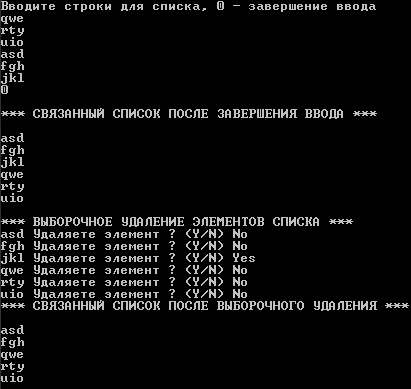 Вводите строки для списка, 0 - завершение ввода
qwe
rty
uio
asd
fgh
jkl
0
*** СВЯЗАННЫЙ СПИСОК ПОСЛЕ ЗАВЕРШЕНИЯ ВВОДА ***
asd
fgh
jkl
qwe
rty
uio
*** ВЫБОРОЧНОЕ УДАЛЕНИЕ ЭЛЕМЕНТОВ СПИСКА ***
asd Удаляете элемент ? (Y/N) No
fgh Удаляете элемент ? (Y/N) No
jkl Удаляете элемент ? (Y/N) Yes
qwe Удаляете элемент ? (Y/N) No
rty Удаляете элемент ? (Y/N) No
uio Удаляете элемент ? (Y/N) No
*** СВЯЗАННЫЙ СПИСОК ПОСЛЕ ВЫБОРОЧНОГО УДАЛЕНИЯ ***
asd
fgh
qwe
rty
uio